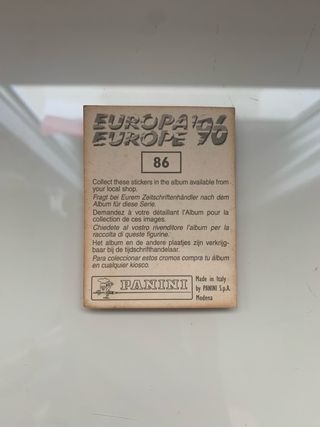 EUROPA
EUROPE '96
86
Collect these stickers in the album available from
your local shop.
Fragt bei Eurem Zeitschriftenhändler nach dem
Album für diese Serie.
Demandez à votre détaillant l'Album pour la
collection de ces images.
Chiedete al vostro rivenditore l'album per la
raccolta di queste figurine.
Het album en de andere plaatjes zijn verkrijg-
baar bij de tijdschrifthandelaar.
Para coleccionar estos cromos compra tu álbum
en cualquier kiosco.
PANINI
Made in Italy
by PANINI S.p.A.
Modena